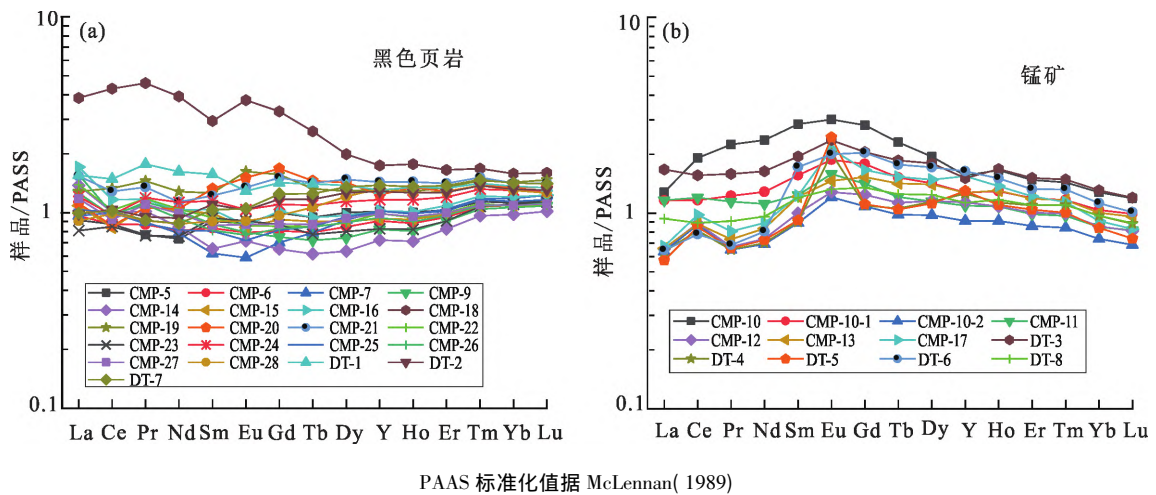 10
1
0.1
样品/PASS
(a)
黑色页岩
CMP-5 CMP-6 CMP-7 CMP-9
CMP-14 CMP-15 CMP-16 CMP-18
CMP-19 CMP-20 CMP-21 CMP-22
CMP-23 CMP-24 CMP-25 CMP-26
CMP-27 CMP-28 DT-1 DT-2
DT-7
La Ce Pr Nd Sm Eu Gd Tb Dy Y Ho Er Tm Yb Lu
10
1
0.1
样品/PASS
(b)
锰矿
CMP-10 CMP-10-1 CMP-10-2 CMP-11
CMP-12 CMP-13 CMP-17 DT-3
DT-4 DT-5 DT-6 DT-8
La Ce Pr Nd Sm Eu Gd Tb Dy Y Ho Er Tm Yb Lu
PAAS 标准化值据 McLennan( 1989)